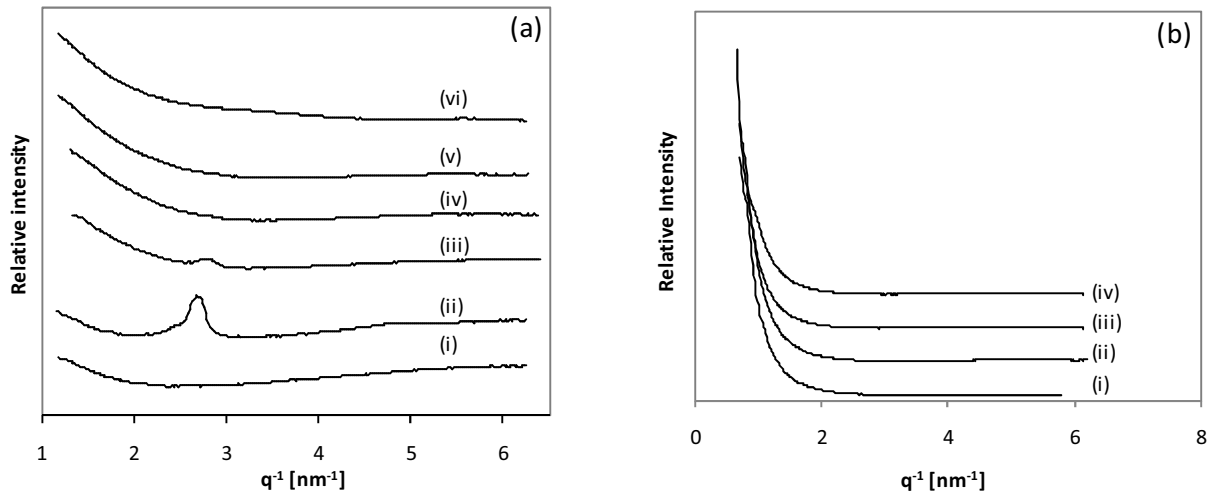 (a)
(vi)
(v)
(iv)
(iii)
(ii)
(i)
Relative intensity
1 2 3 4 5 6
q⁻¹ [nm⁻¹]
(b)
(iv)
(iii)
(ii)
(i)
Relative Intensity
0 2 4 6 8
q⁻¹ [nm⁻¹]